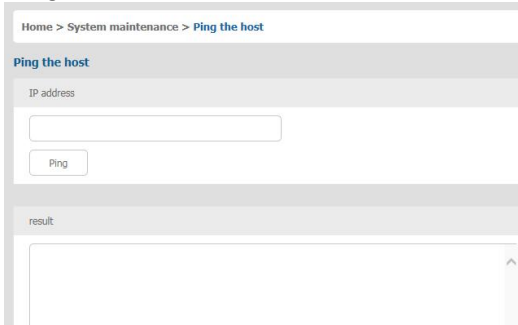 Home > System maintenance > Ping the host
Ping the host
IP address
Ping
result